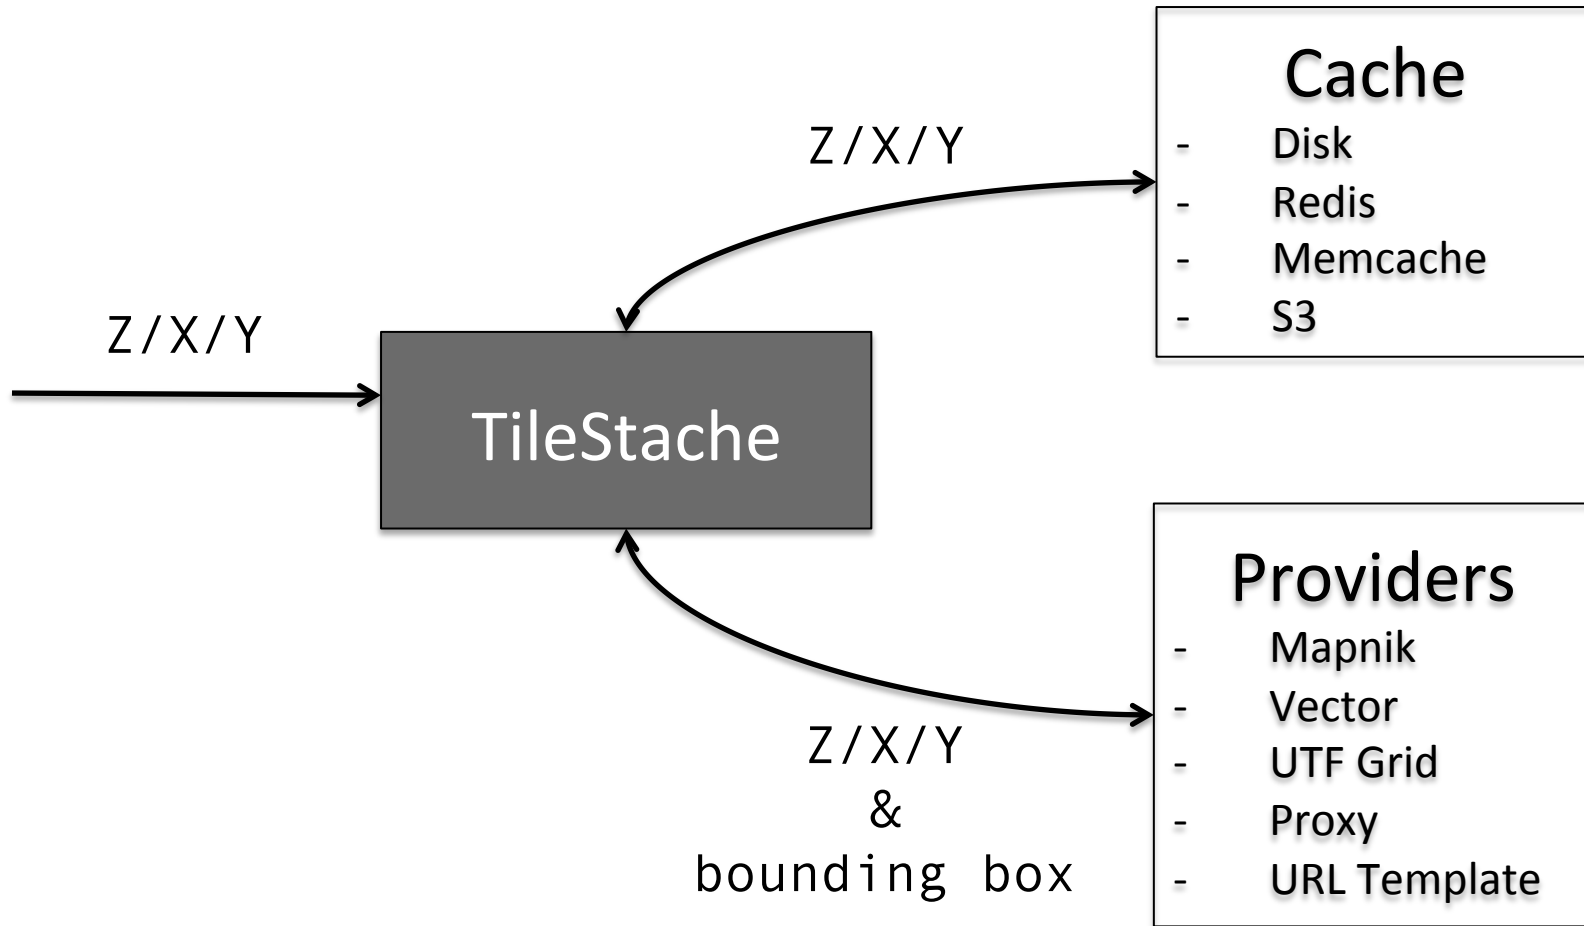 Cache
- Disk
- Redis
- Memcache
- S3
Z/X/Y
Z/X/Y
TileStache
Providers
- Mapnik
- Vector
- UTF Grid
- Proxy
- URL Template
Z/X/Y
&
bounding box